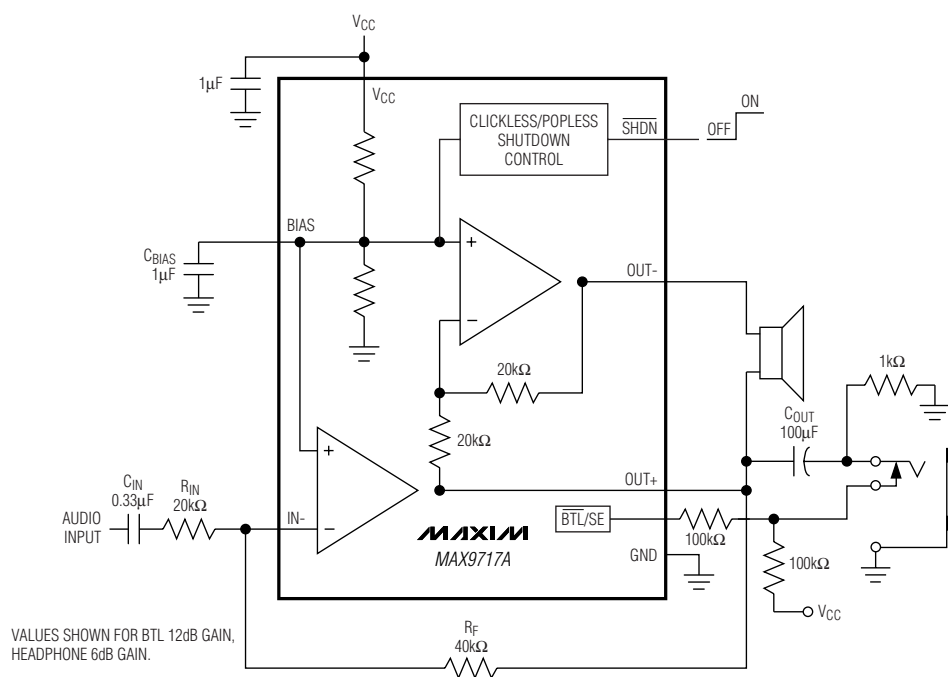 VCC
1µF
VCC
CLICKLESS/POPLESS
SHUTDOWN
CONTROL
SHDN
ON
OFF
BIAS
CBIAS
1µF
+
−
OUT-
20kΩ
20kΩ
1kΩ
COUT
100µF
+
−
OUT+
CIN
0.33µF
RIN
20kΩ
AUDIO
INPUT
IN-
MAXIM
MAX9717A
BTL/SE
100kΩ
GND
100kΩ
VCC
VALUES SHOWN FOR BTL 12dB GAIN,
HEADPHONE 6dB GAIN.
RF
40kΩ